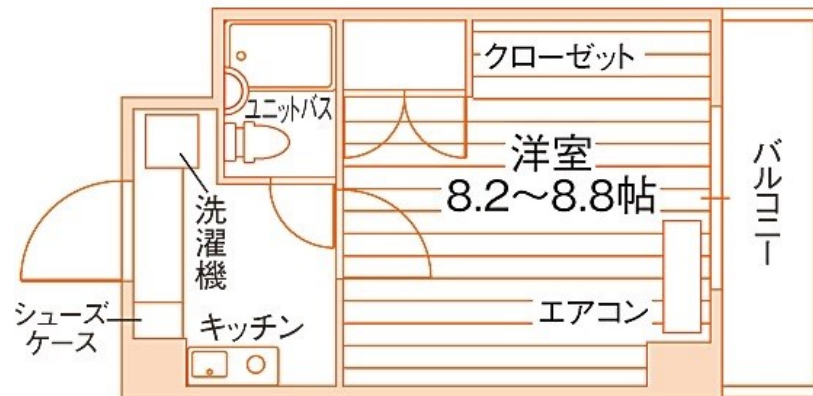 クローゼット
ユニットバス
洋室
8.2〜8.8帖
バルコニー
洗濯機
シューズ
ケース
キッチン
エアコン